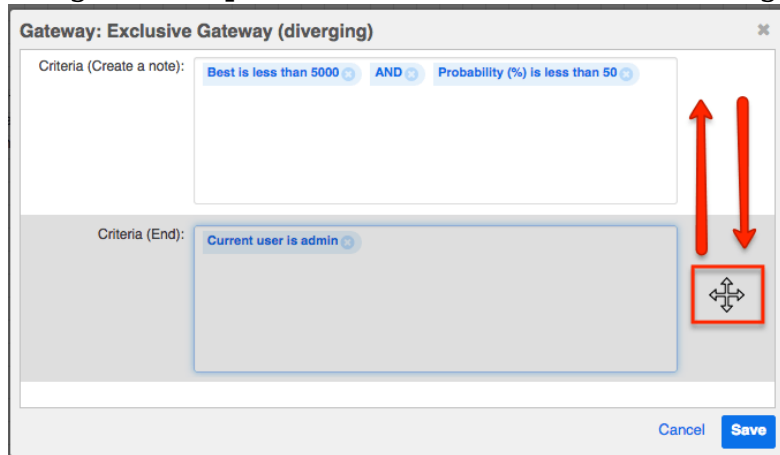 Gateway: Exclusive Gateway (diverging)
Criteria (Create a note): Best is less than 5000 AND Probability (%) is less than 50
Criteria (End): Current user is admin
Cancel Save